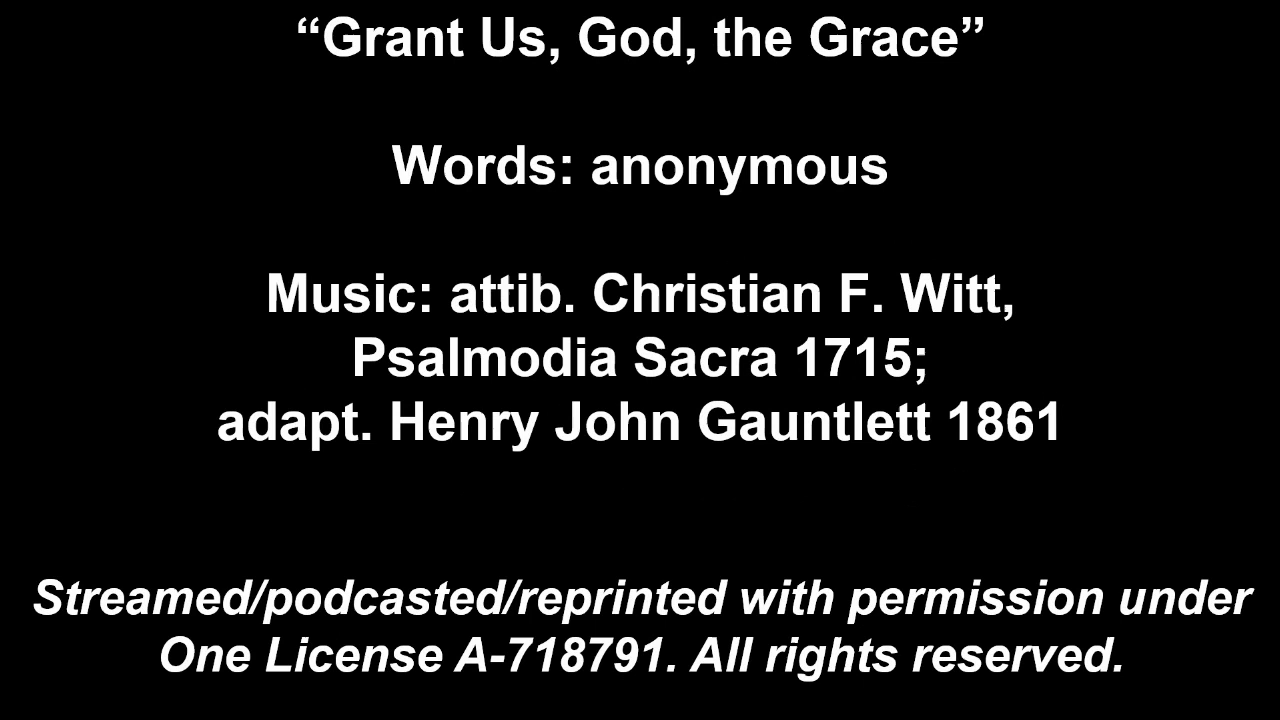 “Grant Us, God, the Grace”
Words: anonymous
Music: attib. Christian F. Witt,
Psalmodia Sacra 1715;
adapt. Henry John Gauntlett 1861
Streamed/podcasted/reprinted with permission under
One License A-718791. All rights reserved.